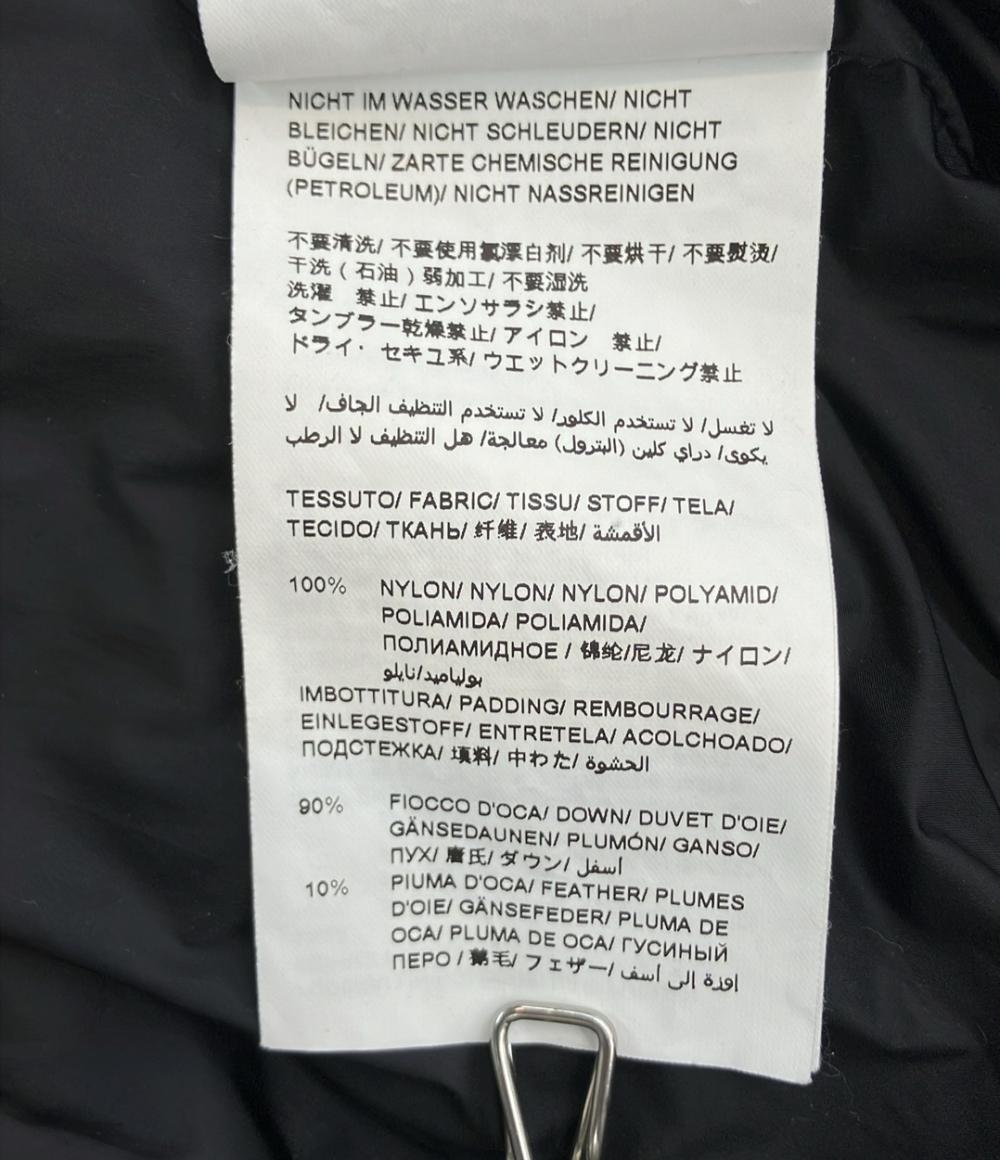 NICHT IM WASSER WASCHEN/ NICHT
BLEICHEN/ NICHT SCHLEUDERN/ NICHT
BÜGELN/ ZARTE CHEMISCHE REINIGUNG
(PETROLEUM)/ NICHT NASSREINIGEN
不要清洗/ 不要使用氯漂白剂/ 不要烘干/ 不要熨烫/
干洗 ( 石油 ) 弱加工/ 不要湿洗
洗濯 禁止/ エンソサラシ禁止/
タンブラー乾燥禁止/ アイロン 禁止/
ドライ・ セキユ系/ ウエットクリーニング禁止
لا تغسل/ لا تستخدم الكلور/ لا تستخدم التنظيف الجاف/ لا
يكوى/ دراي كلين (البترول) معالجة/ هل التنظيف لا الرطب
TESSUTO/ FABRIC/ TISSU/ STOFF/ TELA/
TECIDO/ ТКАНЬ/ 纤维/ 表地/ الأقمشة
100% NYLON/ NYLON/ NYLON/ POLYAMID/
POLIAMIDA/ POLIAMIDA/
ПОЛИАМИДНОЕ / 锦纶/尼龙/ ナイロン/
بولياميد/نايلو
IMBOTTITURA/ PADDING/ REMBOURRAGE/
EINLEGESTOFF/ ENTRETELA/ ACOLCHOADO/
ПОДСТЕЖКА/ 填料/ 中わた/ الحشوة
90% FIOCCO D'OCA/ DOWN/ DUVET D'OIE/
GÄNSEDAUNEN/ PLUMÓN/ GANSO/
ПУХ/ 唐氏/ ダウン/ أسفل
10% PIUMA D'OCA/ FEATHER/ PLUMES
D'OIE/ GÄNSEFEDER/ PLUMA DE
OCA/ PLUMA DE OCA/ ГУСИНЫЙ
ПЕРО / 鹅毛/ フェザー/ اوزة إلى أسف